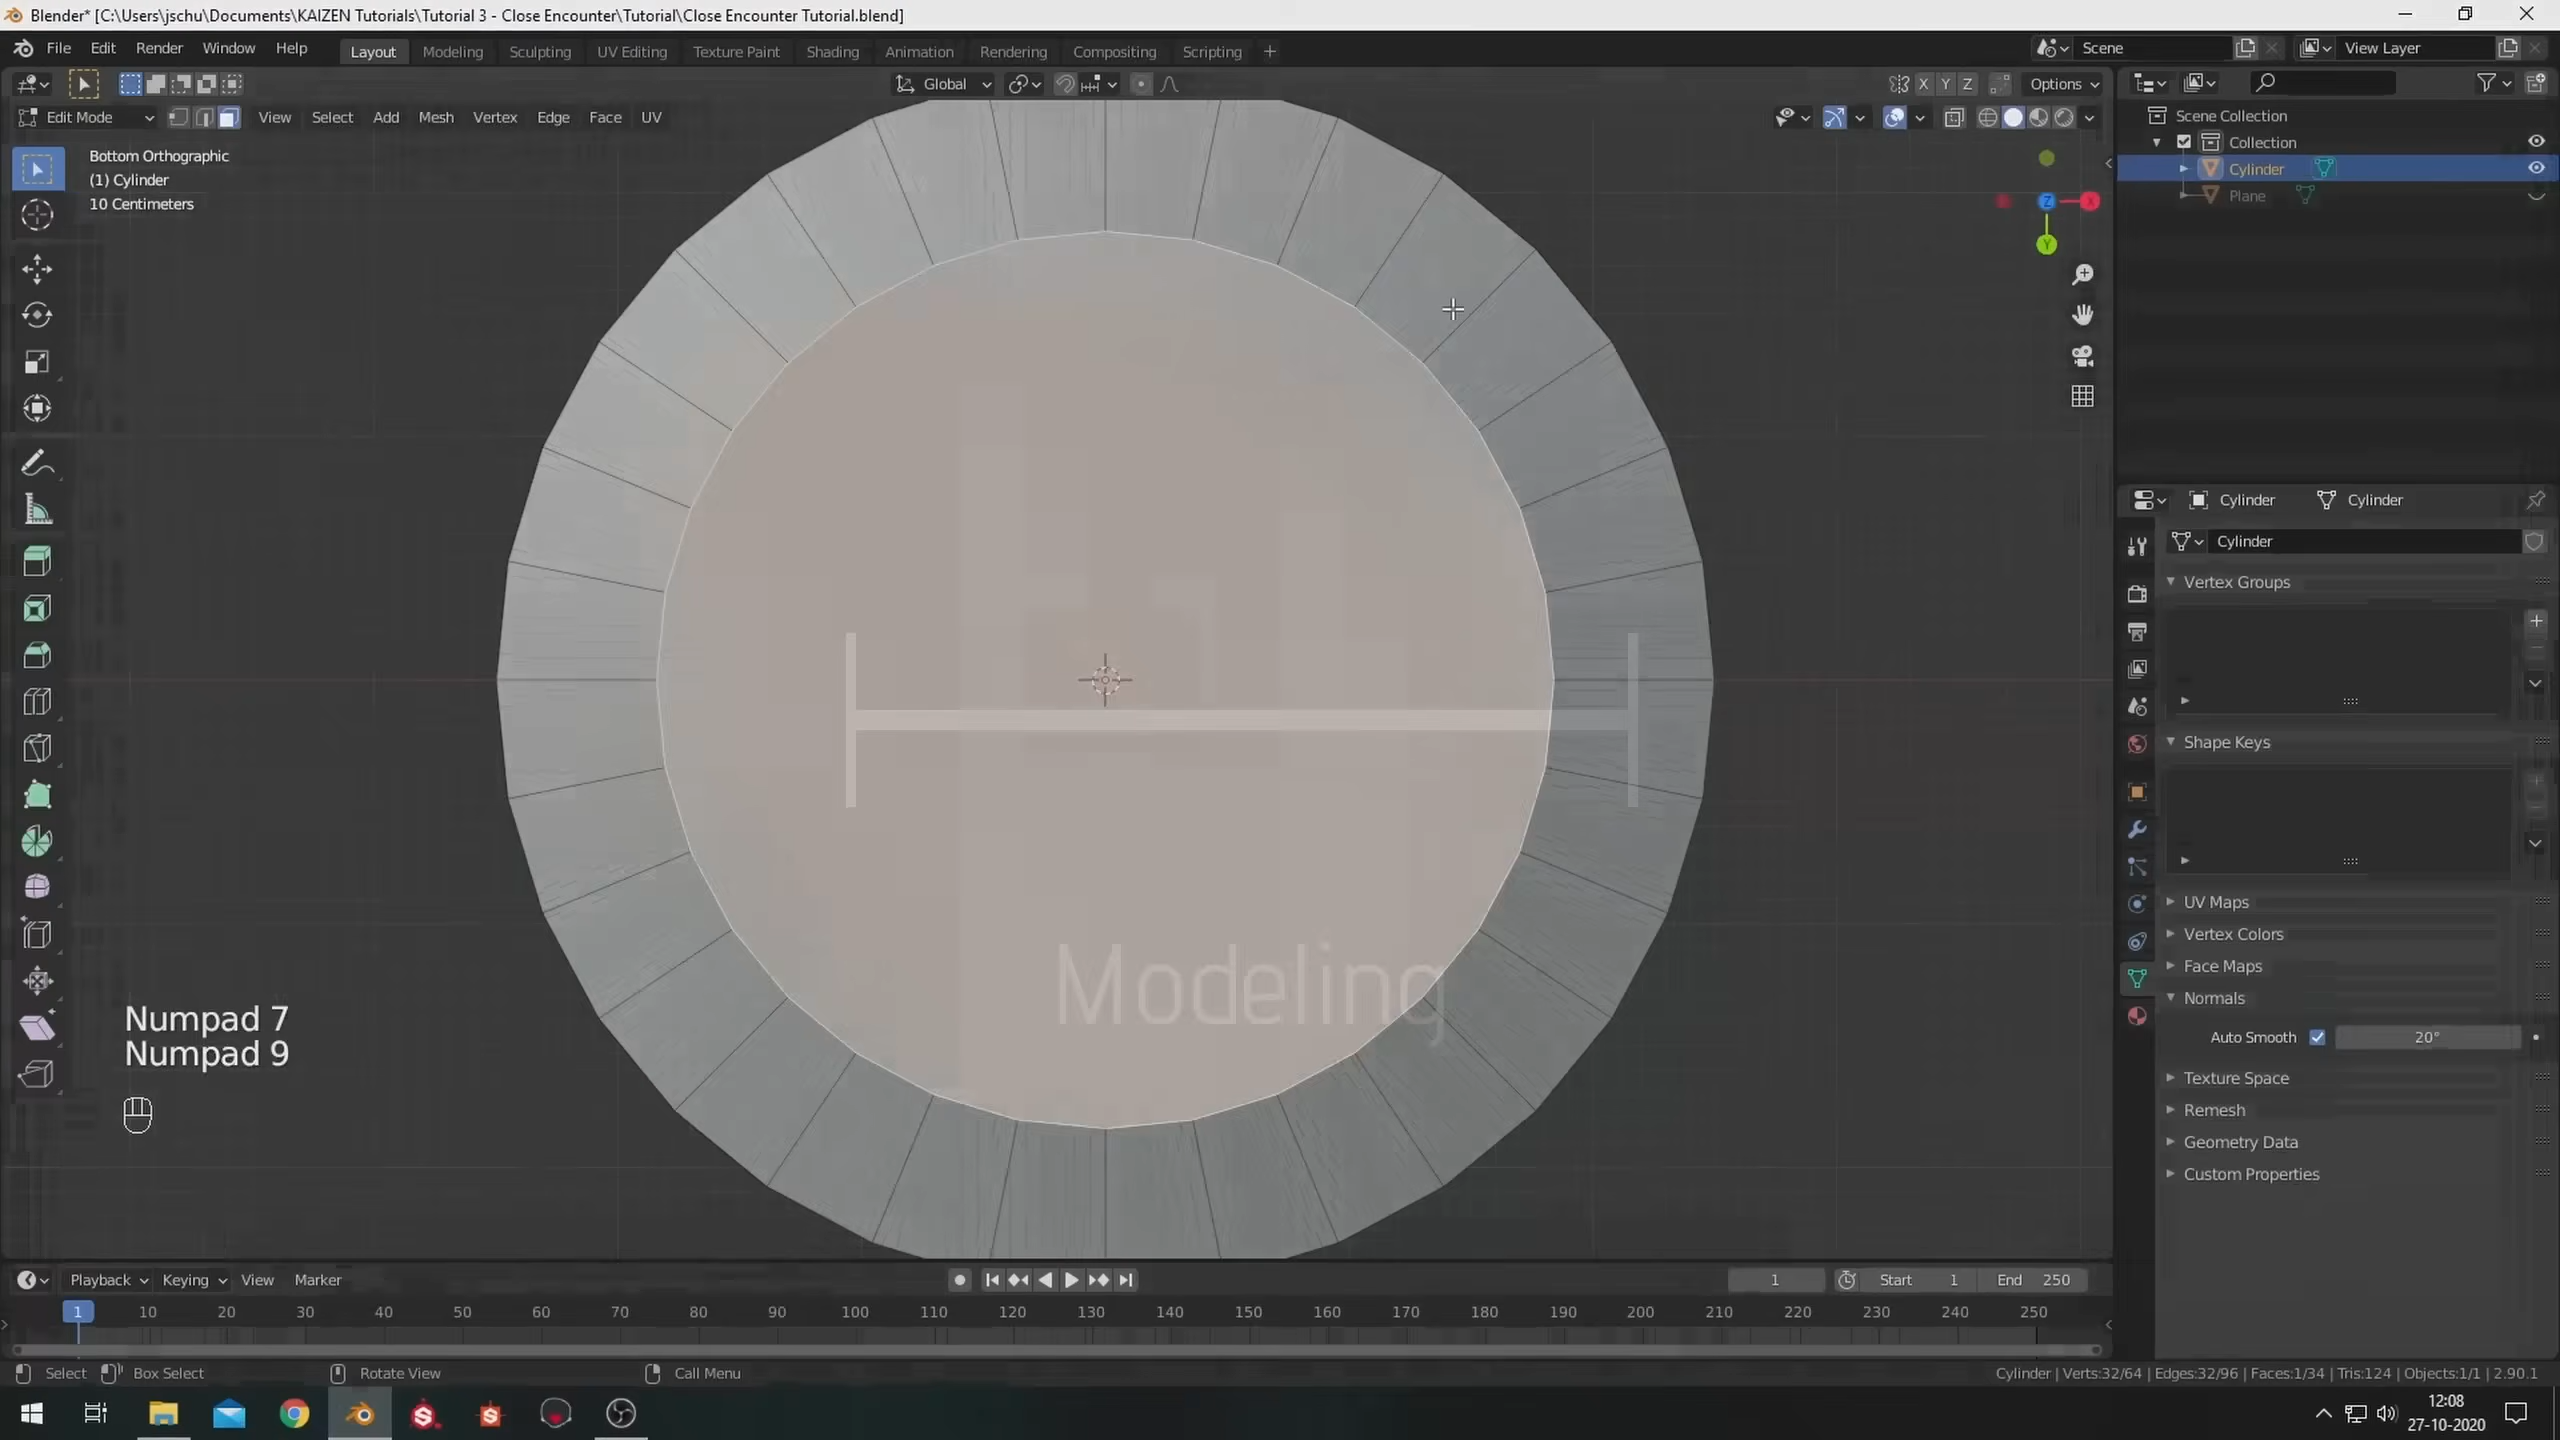 Blender* [C:\Users\jschu\Documents\KAIZEN Tutorials\Tutorial 3 - Close Encounter\Tutorial\Close Encounter Tutorial.blend]
File Edit Render Window Help Layout Modeling Sculpting UV Editing Texture Paint Shading Animation Rendering Compositing Scripting + Scene View Layer
Global X Y Z Options
Edit Mode View Select Add Mesh Vertex Edge Face UV
Scene Collection
Collection
Cylinder
Plane
Bottom Orthographic
(1) Cylinder
10 Centimeters
Z X
Y
Cylinder Cylinder
Cylinder
Vertex Groups
Shape Keys
UV Maps
Vertex Colors
Face Maps
Normals
Auto Smooth 20°
Texture Space
Remesh
Geometry Data
Custom Properties
Modeling
Numpad 7
Numpad 9
Playback Keying View Marker 1 Start 1 End 250
1 10 20 30 40 50 60 70 80 90 100 110 120 130 140 150 160 170 180 190 200 210 220 230 240 250
Select Box Select Rotate View Call Menu Cylinder | Verts:32/64 | Edges:32/96 | Faces:1/34 | Tris:124 | Objects:1/1 | 2.90.1
12:08
27-10-2020